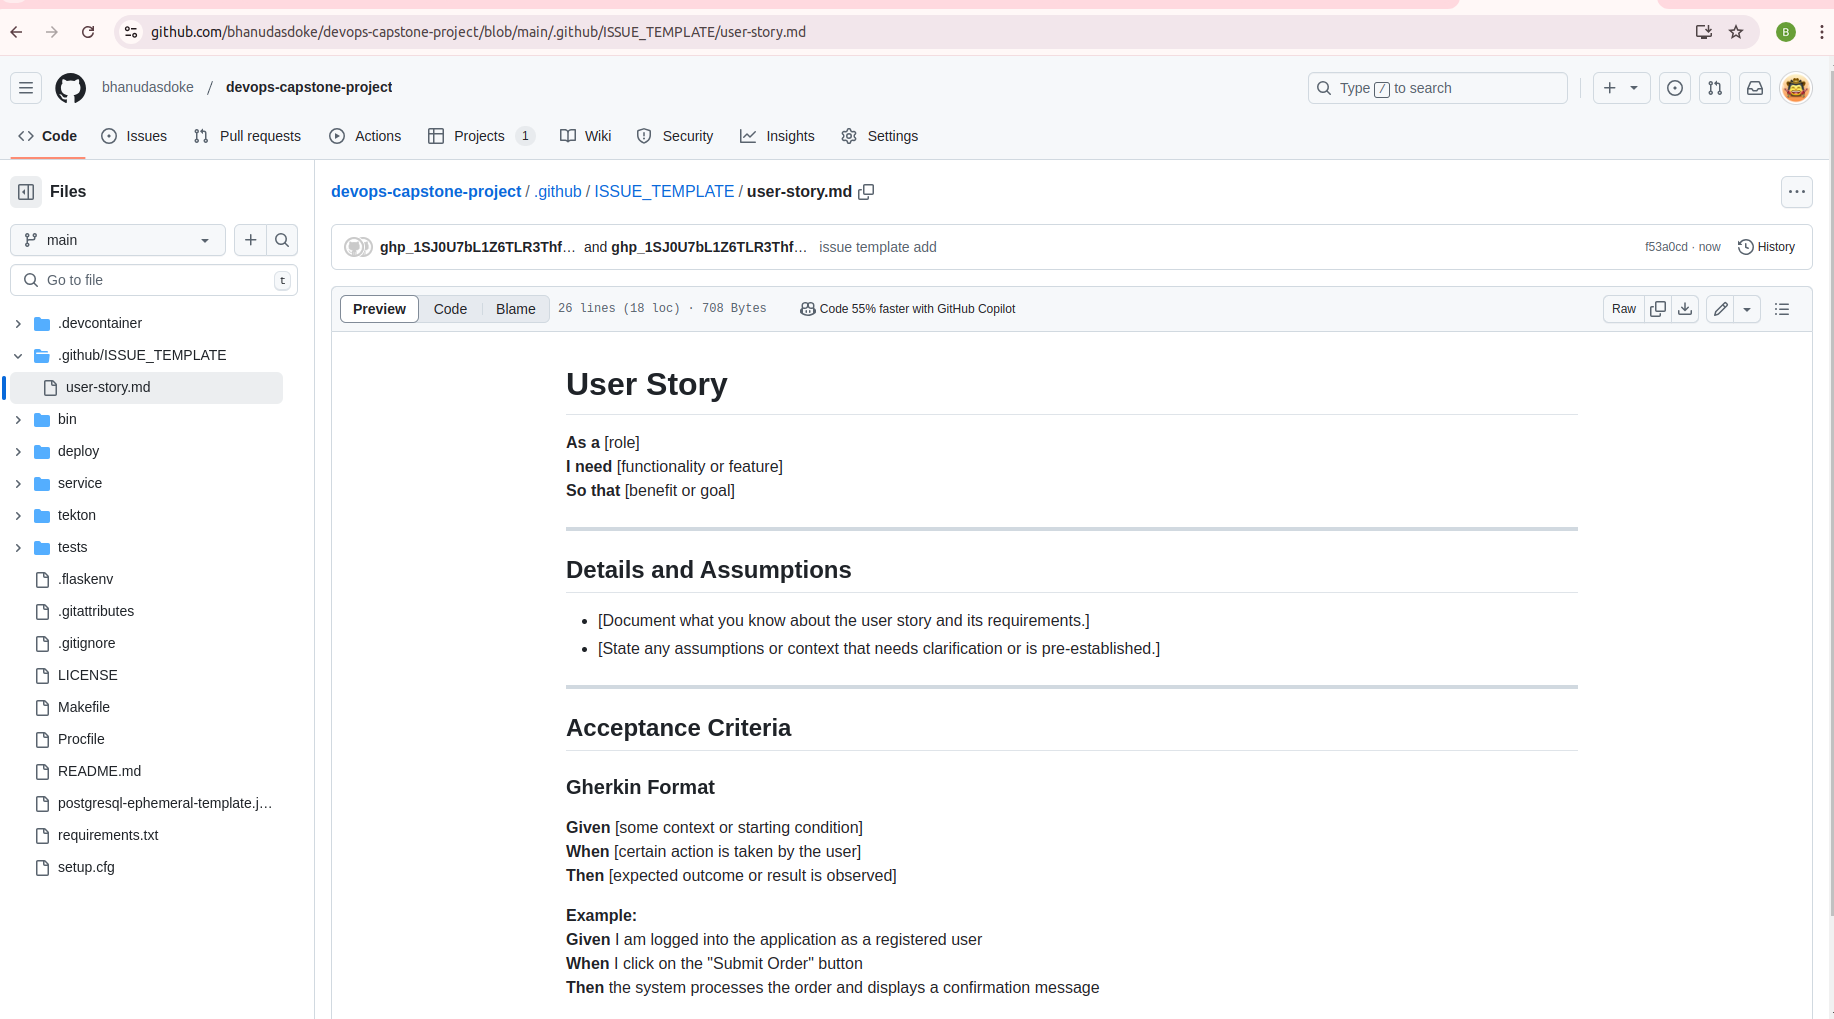 github.com/bhanudasdoke/devops-capstone-project/blob/main/.github/ISSUE_TEMPLATE/user-story.md
B
bhanudasdoke / devops-capstone-project
Type / to search
Code Issues Pull requests Actions Projects 1 Wiki Security Insights Settings
Files
main
Go to file t
.devcontainer
.github/ISSUE_TEMPLATE
user-story.md
bin
deploy
service
tekton
tests
.flaskenv
.gitattributes
.gitignore
LICENSE
Makefile
Procfile
README.md
postgresql-ephemeral-template.j...
requirements.txt
setup.cfg
devops-capstone-project / .github / ISSUE_TEMPLATE / user-story.md
ghp_1SJ0U7bL1Z6TLR3Thf... and ghp_1SJ0U7bL1Z6TLR3Thf... issue template add f53a0cd · now History
Preview Code Blame 26 lines (18 loc) · 708 Bytes Code 55% faster with GitHub Copilot Raw
User Story
As a [role]
I need [functionality or feature]
So that [benefit or goal]
Details and Assumptions
• [Document what you know about the user story and its requirements.]
• [State any assumptions or context that needs clarification or is pre-established.]
Acceptance Criteria
Gherkin Format
Given [some context or starting condition]
When [certain action is taken by the user]
Then [expected outcome or result is observed]
Example:
Given I am logged into the application as a registered user
When I click on the "Submit Order" button
Then the system processes the order and displays a confirmation message